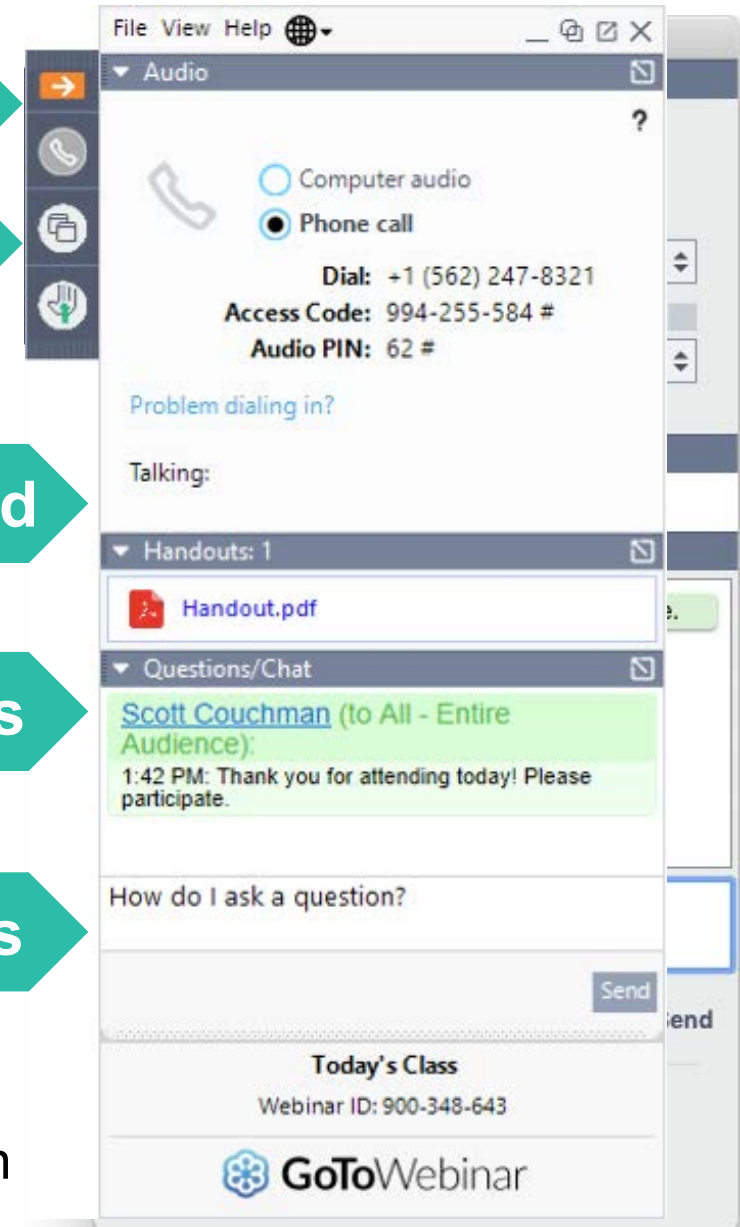 File View Help
Audio
?
Computer audio
Phone call
Dial: +1 (562) 247-8321
Access Code: 994-255-584 #
Audio PIN: 62 #
Problem dialing in?
Talking:
d
Handouts: 1
Handout.pdf
e.
Questions/Chat
s
Scott Couchman (to All - Entire
Audience):
1:42 PM: Thank you for attending today! Please
participate.
How do I ask a question?
s
Send
end
Today's Class
Webinar ID: 900-348-643
n
GoToWebinar